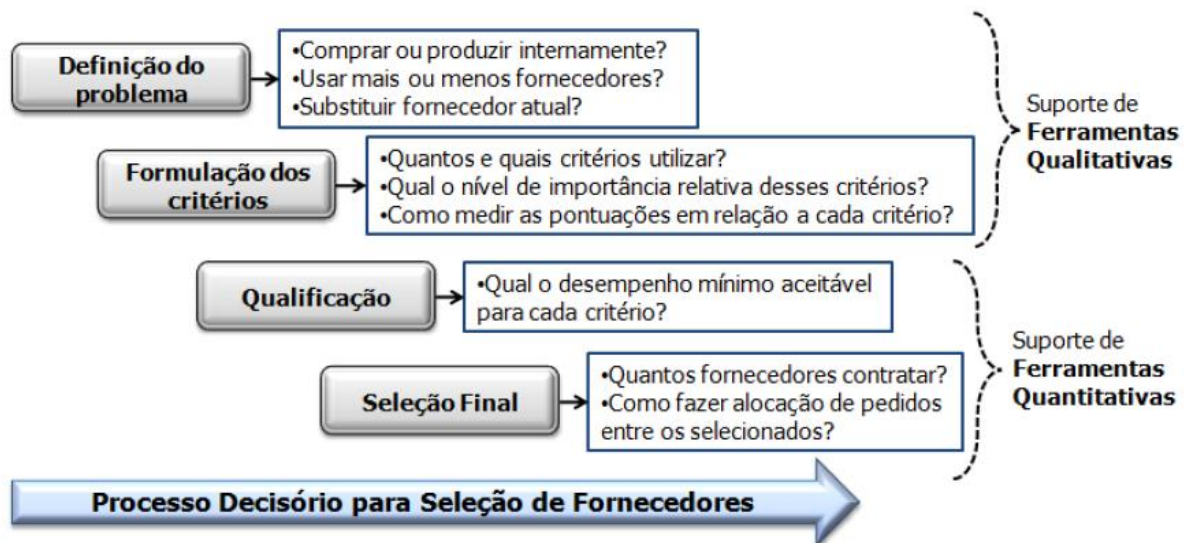 Definição do
problema
•Comprar ou produzir internamente?
•Usar mais ou menos fornecedores?
•Substituir fornecedor atual?
Formulação dos
critérios
•Quantos e quais critérios utilizar?
•Qual o nível de importância relativa desses critérios?
•Como medir as pontuações em relação a cada critério?
Suporte de
Ferramentas
Qualitativas
Qualificação
•Qual o desempenho mínimo aceitável
para cada critério?
Seleção Final
•Quantos fornecedores contratar?
•Como fazer alocação de pedidos
entre os selecionados?
Suporte de
Ferramentas
Quantitativas
Processo Decisório para Seleção de Fornecedores